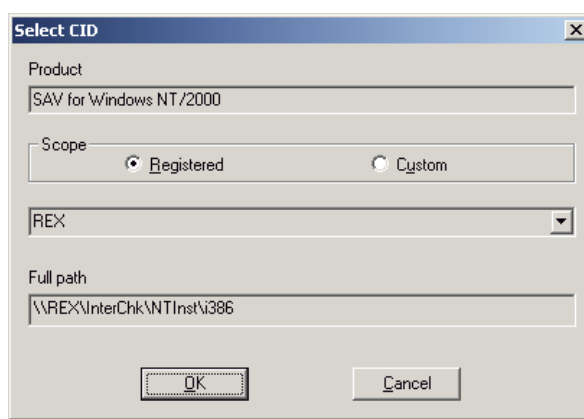 Select CID
Product
SAV for Windows NT/2000
Scope
Registered Custom
REX
Full path
\\REX\InterChk\NTInst\i386
OK Cancel